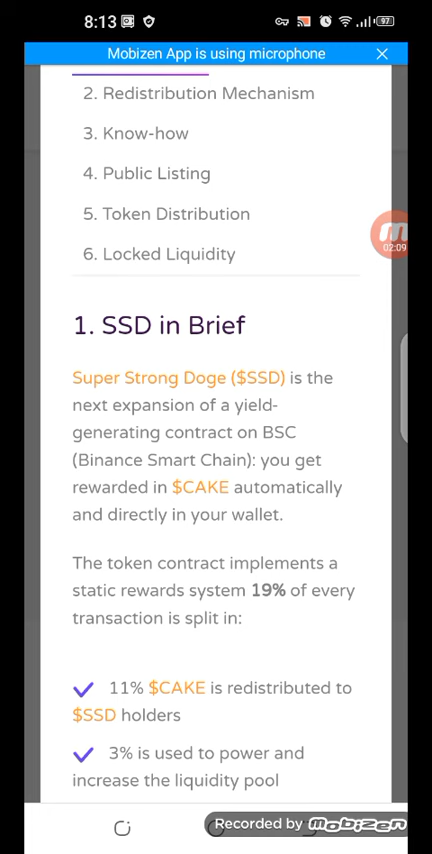 8:13
97
Mobizen App is using microphone
2. Redistribution Mechanism
3. Know-how
4. Public Listing
5. Token Distribution
02:09
6. Locked Liquidity
1. SSD in Brief
Super Strong Doge ($SSD) is the
next expansion of a yield-
generating contract on BSC
(Binance Smart Chain): you get
rewarded in $CAKE automatically
and directly in your wallet.
The token contract implements a
static rewards system 19% of every
transaction is split in:
11% $CAKE is redistributed to
$SSD holders
3% is used to power and
increase the liquidity pool
Recorded by mobizen